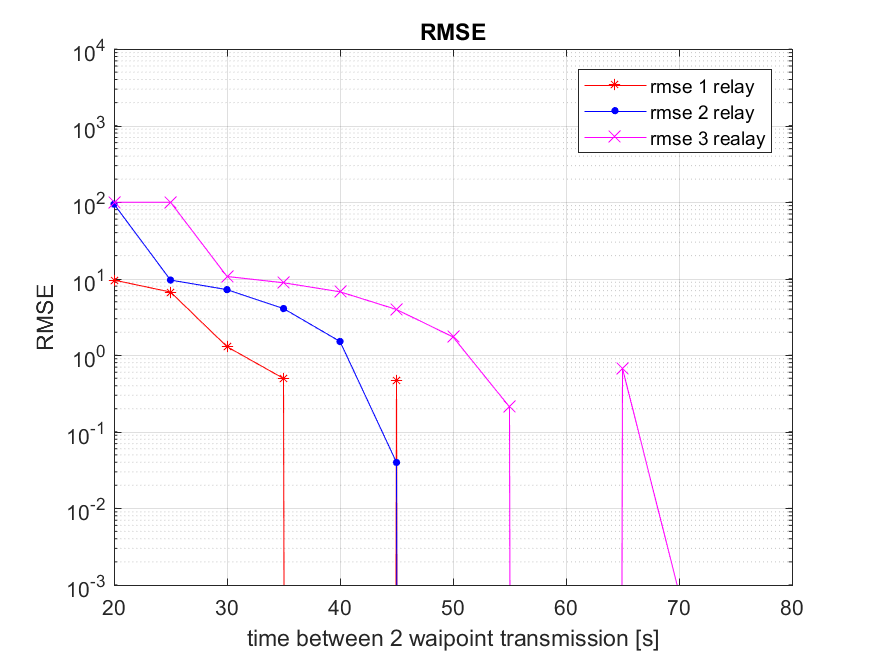 RMSE
10^4
10^3
10^2
10^1
10^0
10^-1
10^-2
10^-3
RMSE
rmse 1 relay
rmse 2 relay
rmse 3 realay
20 30 40 50 60 70 80
time between 2 waipoint transmission [s]